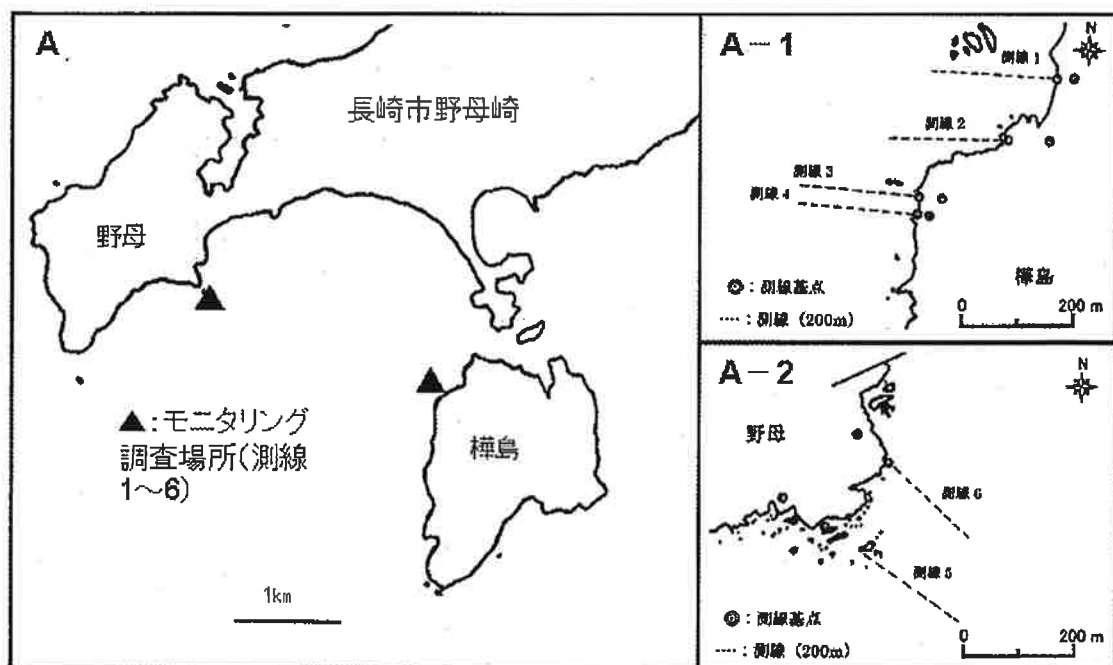 A
長崎市野母崎
野母
▲:モニタリング
調査場所(測線
1～6)
樺島
1km
A-1
N
測線 1
測線 2
測線 3
測線 4
樺島
◎:測線基点
····:測線 (200m)
0 200 m
A-2
N
野母
測線 6
測線 5
◎:測線基点
····:測線 (200m)
0 200 m